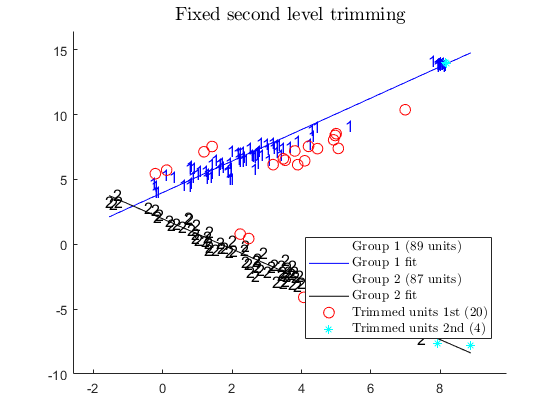 Fixed second level trimming
15
10
5
0
-5
-10
-2
0
2
4
6
8
Group 1 (89 units)
Group 1 fit
Group 2 (87 units)
Group 2 fit
Trimmed units 1st (20)
Trimmed units 2nd (4)